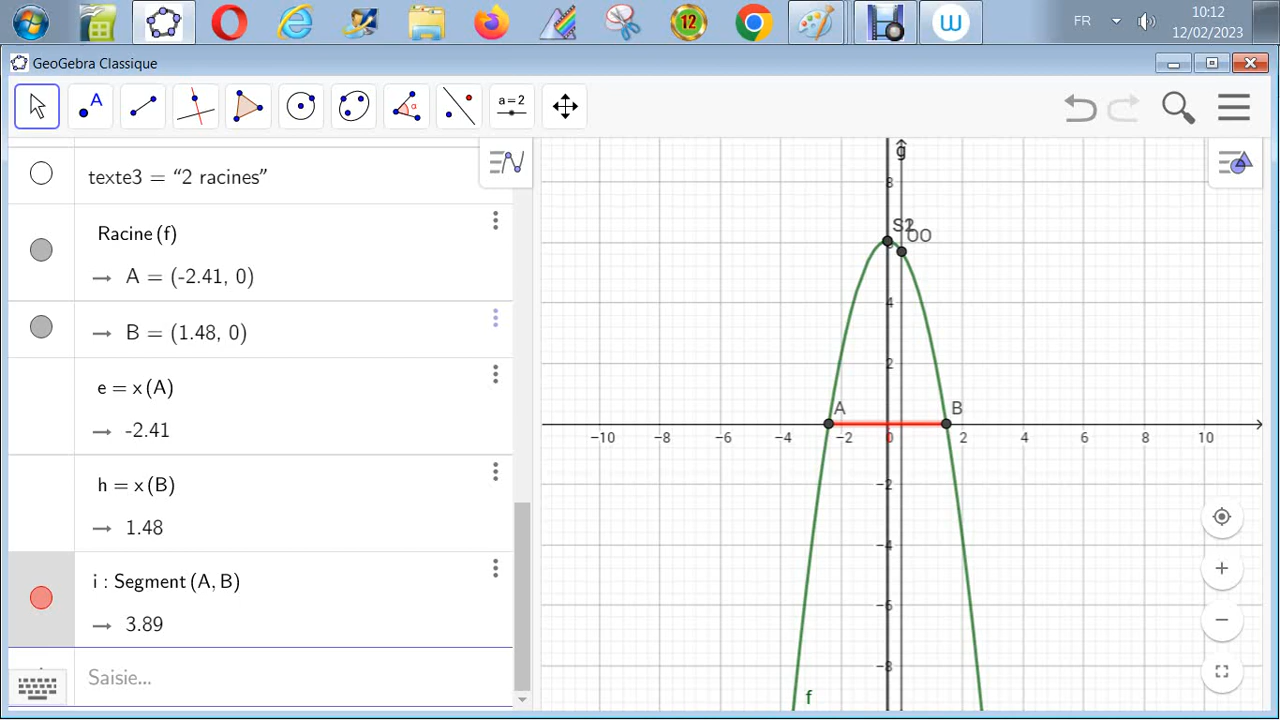 FR
10:12
12/02/2023
12
W
GeoGebra Classique
A
α
a=2
texte3 = “2 racines”
Racine (f)
→ A = (-2.41, 0)
→ B = (1.48, 0)
e = x (A)
→ -2.41
h = x (B)
→ 1.48
i : Segment (A, B)
→ 3.89
Saisie...
g
8
OO
4
2
A
B
−10
−8
−6
−4
−2
0
2
4
6
8
10
−2
−4
−6
−8
f